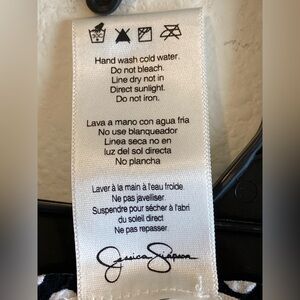 Hand wash cold water.
Do not bleach.
Line dry not in
Direct sunlight.
Do not iron.
Lava a mano con agua fria
No use blanqueador
Linea seca no en
luz del sol directa
No plancha
Laver à la main à l'eau froide.
Ne pas javelliser.
Suspendre pour sécher à l'abri
du soleil direct
Ne pas repasser.
Jessica Simpson